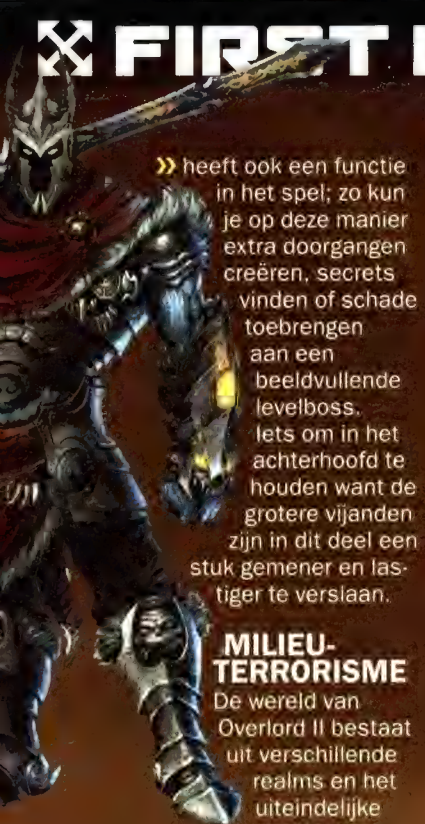 FIRST
» heeft ook een functie
in het spel; zo kun
je op deze manier
extra doorgangen
creëren, secrets
vinden of schade
toebrengen
aan een
beeldvullende
levelboss.
Iets om in het
achterhoofd te
houden want de
grotere vijanden
zijn in dit deel een
stuk gemener en las-
tiger te verslaan.
MILIEU-
TERRORISME
De wereld van
Overlord II bestaat
uit verschillende
realms en het
uiteindelijke